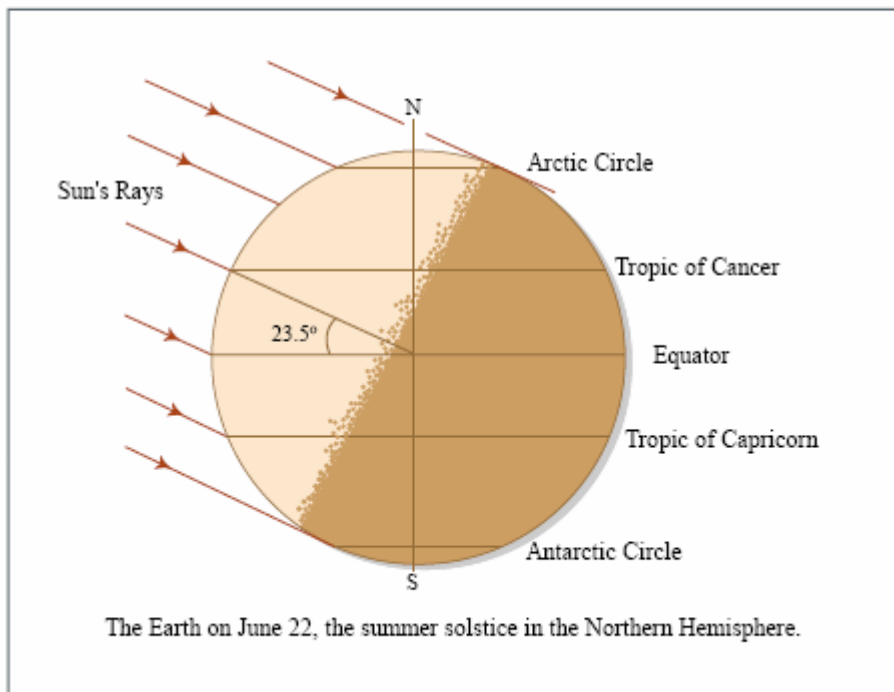 N
Arctic Circle
Sun's Rays
Tropic of Cancer
23.5º
Equator
Tropic of Capricorn
Antarctic Circle
S
The Earth on June 22, the summer solstice in the Northern Hemisphere.